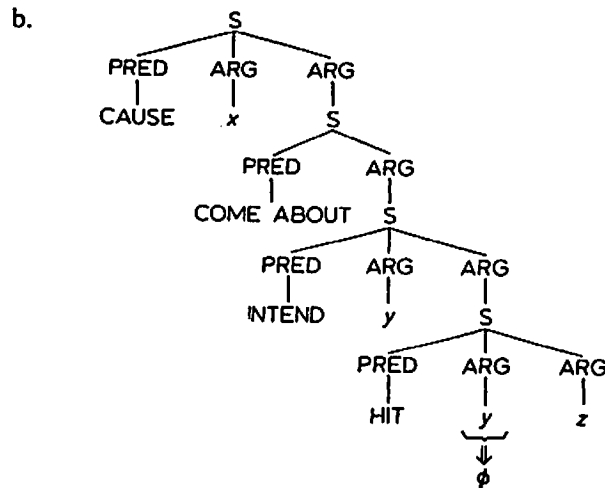 b.
S
PRED ARG ARG
CAUSE x S
PRED ARG
COME ABOUT S
PRED ARG ARG
INTEND y S
PRED ARG ARG
HIT y z
⇓
ϕ